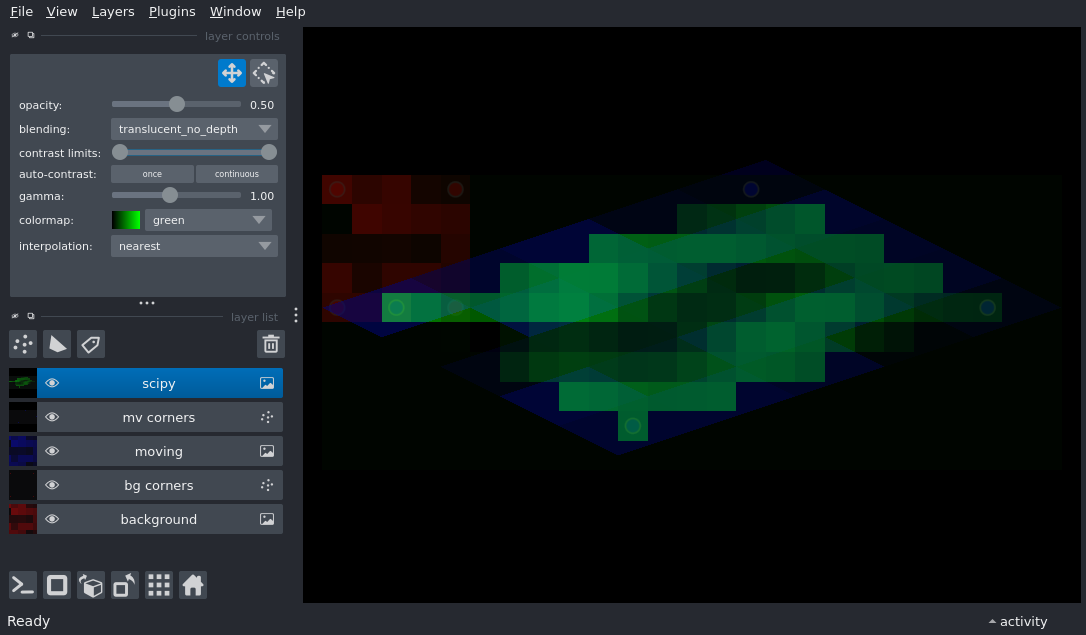 File View Layers Plugins Window Help
layer controls
opacity: 0.50
blending: translucent_no_depth
contrast limits:
auto-contrast: once continuous
gamma: 1.00
colormap: green
interpolation: nearest
layer list
scipy
mv corners
moving
bg corners
background
Ready activity